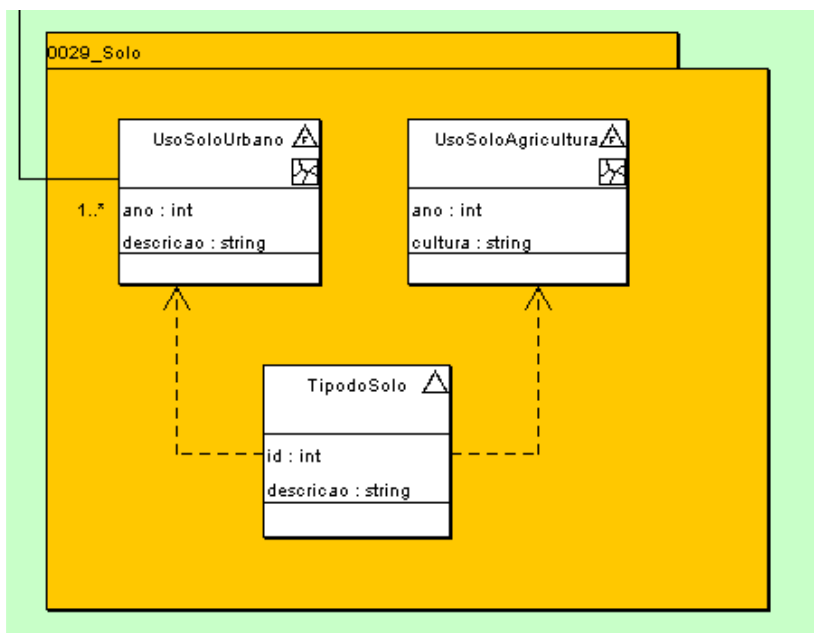 0029_Solo
UsoSoloUrbano
F
UsoSoloAgricultura
F
1..*
ano : int
descricao : string
ano : int
cultura : string
TipodoSolo
id : int
descricao : string